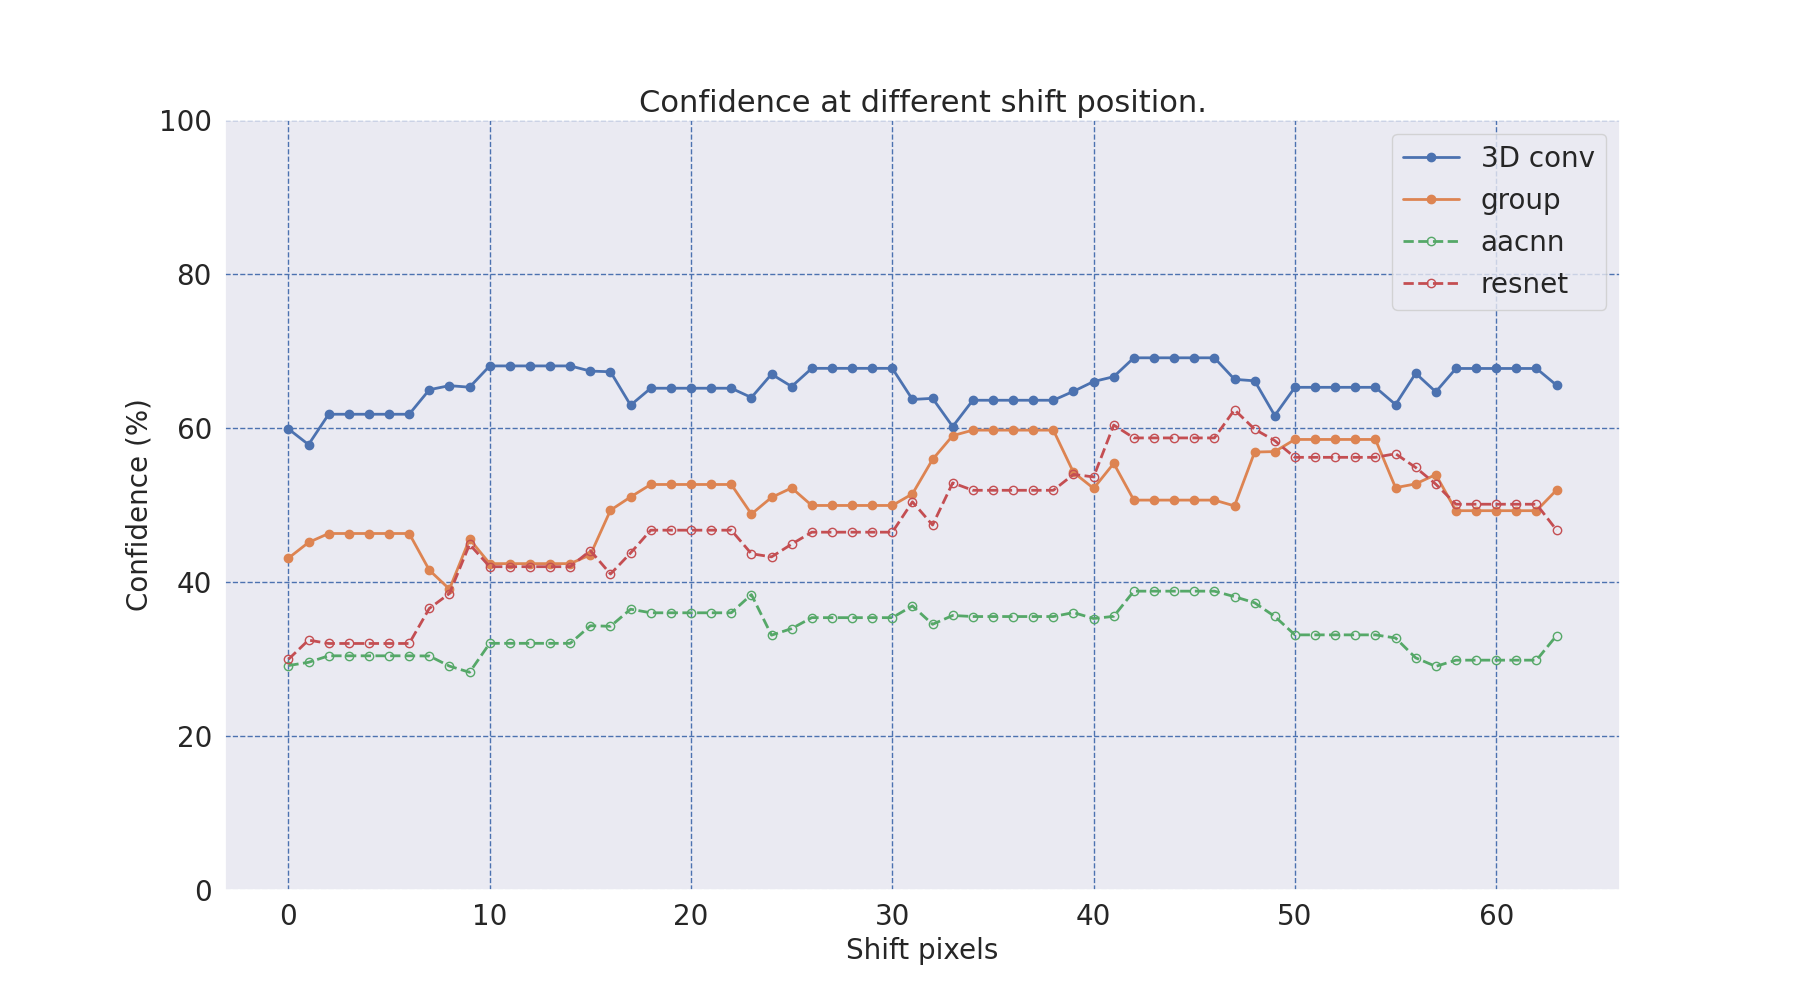 Confidence at different shift position.
100
80
60
40
20
0
Confidence (%)
3D conv
group
aacnn
resnet
0 10 20 30 40 50 60
Shift pixels